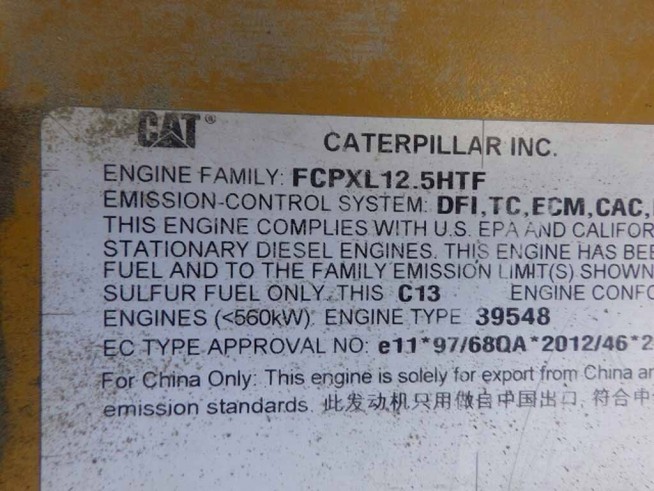 CAT®
CATERPILLAR INC.
ENGINE FAMILY: FCPXL12.5HTF
EMISSION-CONTROL SYSTEM: DFI,TC,ECM,CAC,
THIS ENGINE COMPLIES WITH U.S. EPA AND CALIFOR
STATIONARY DIESEL ENGINES. THIS ENGINE HAS BEE
FUEL AND TO THE FAMILY EMISSION LIMIT(S) SHOWN
SULFUR FUEL ONLY. THIS C13 ENGINE CONFO
ENGINES (<560kW). ENGINE TYPE 39548
EC TYPE APPROVAL NO: e11*97/68QA*2012/46*2
For China Only: This engine is solely for export from China an
emission standards. 此发动机只用做自中国出口, 符合中